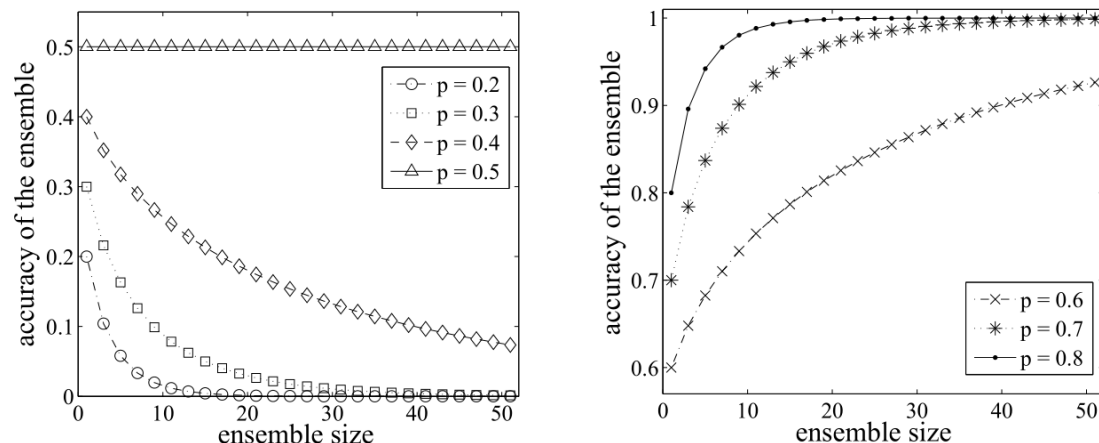 0.5
0.4
0.3
0.2
0.1
0
0
10
20
30
40
50
accuracy of the ensemble
ensemble size
p = 0.2
p = 0.3
p = 0.4
p = 0.5
1
0.9
0.8
0.7
0.6
0
10
20
30
40
50
accuracy of the ensemble
ensemble size
p = 0.6
p = 0.7
p = 0.8